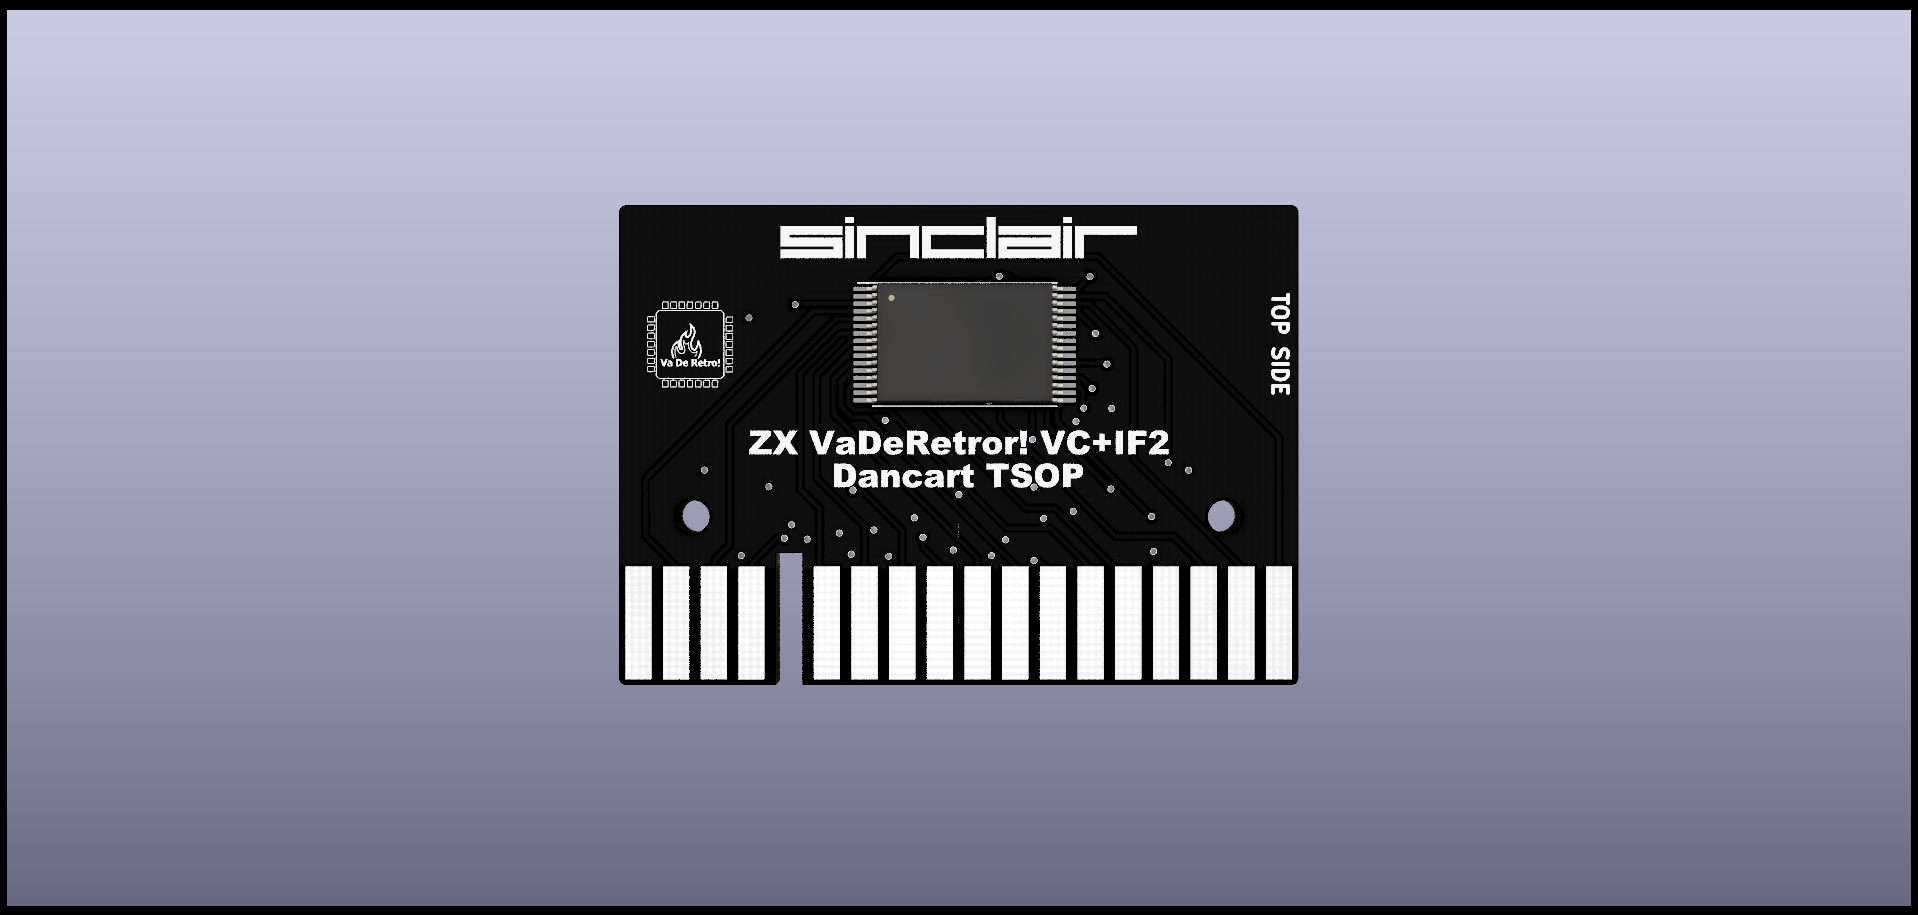 sinclair
Va De Retro!
TOP SIDE
ZX VaDeRetror! VC+IF2
Dancart TSOP